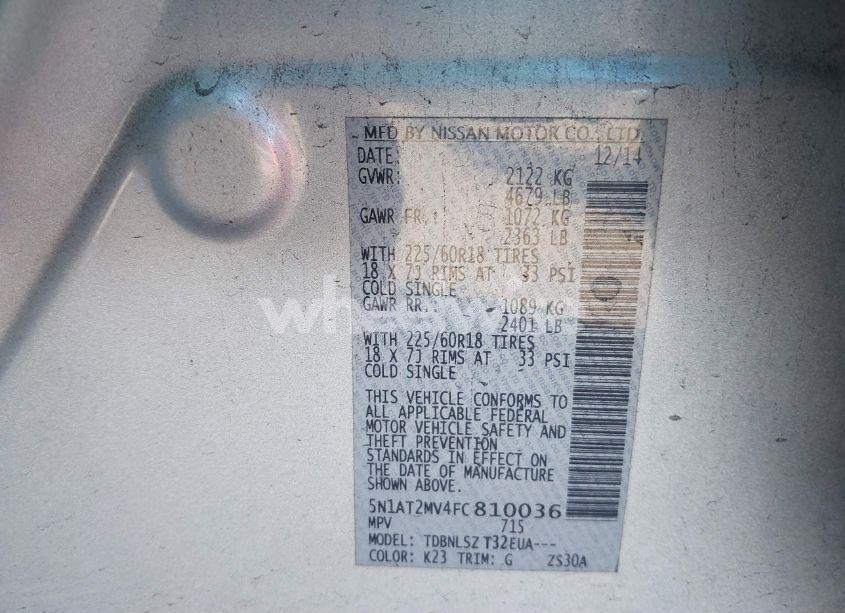 MFD BY NISSAN MOTOR CO., LTD.
DATE: 12/14
GVWR: 2122 KG
4679 LB
GAWR FR.: 1072 KG
2363 LB
WITH 225/60R18 TIRES
18 X 7J RIMS AT 33 PSI
COLD SINGLE
GAWR RR.: 1089 KG
2401 LB
WITH 225/60R18 TIRES
18 X 7J RIMS AT 33 PSI
COLD SINGLE
THIS VEHICLE CONFORMS TO
ALL APPLICABLE FEDERAL
MOTOR VEHICLE SAFETY AND
THEFT PREVENTION
STANDARDS IN EFFECT ON
THE DATE OF MANUFACTURE
SHOWN ABOVE
5N1AT2MV4FC810036
MPV 715
MODEL: TDBNLSZ T32EUA---
COLOR: K23 TRIM: G ZS30A